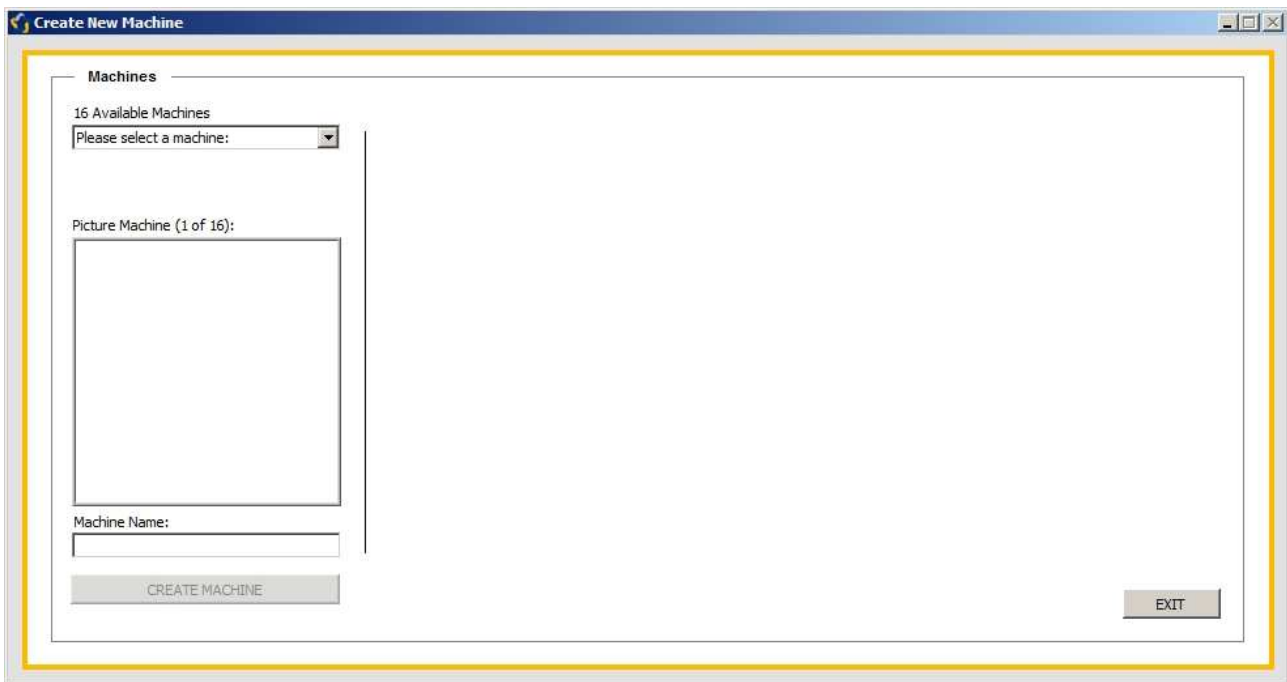 Create New Machine
Machines
16 Available Machines
Please select a machine:
Picture Machine (1 of 16):
Machine Name:
CREATE MACHINE
EXIT